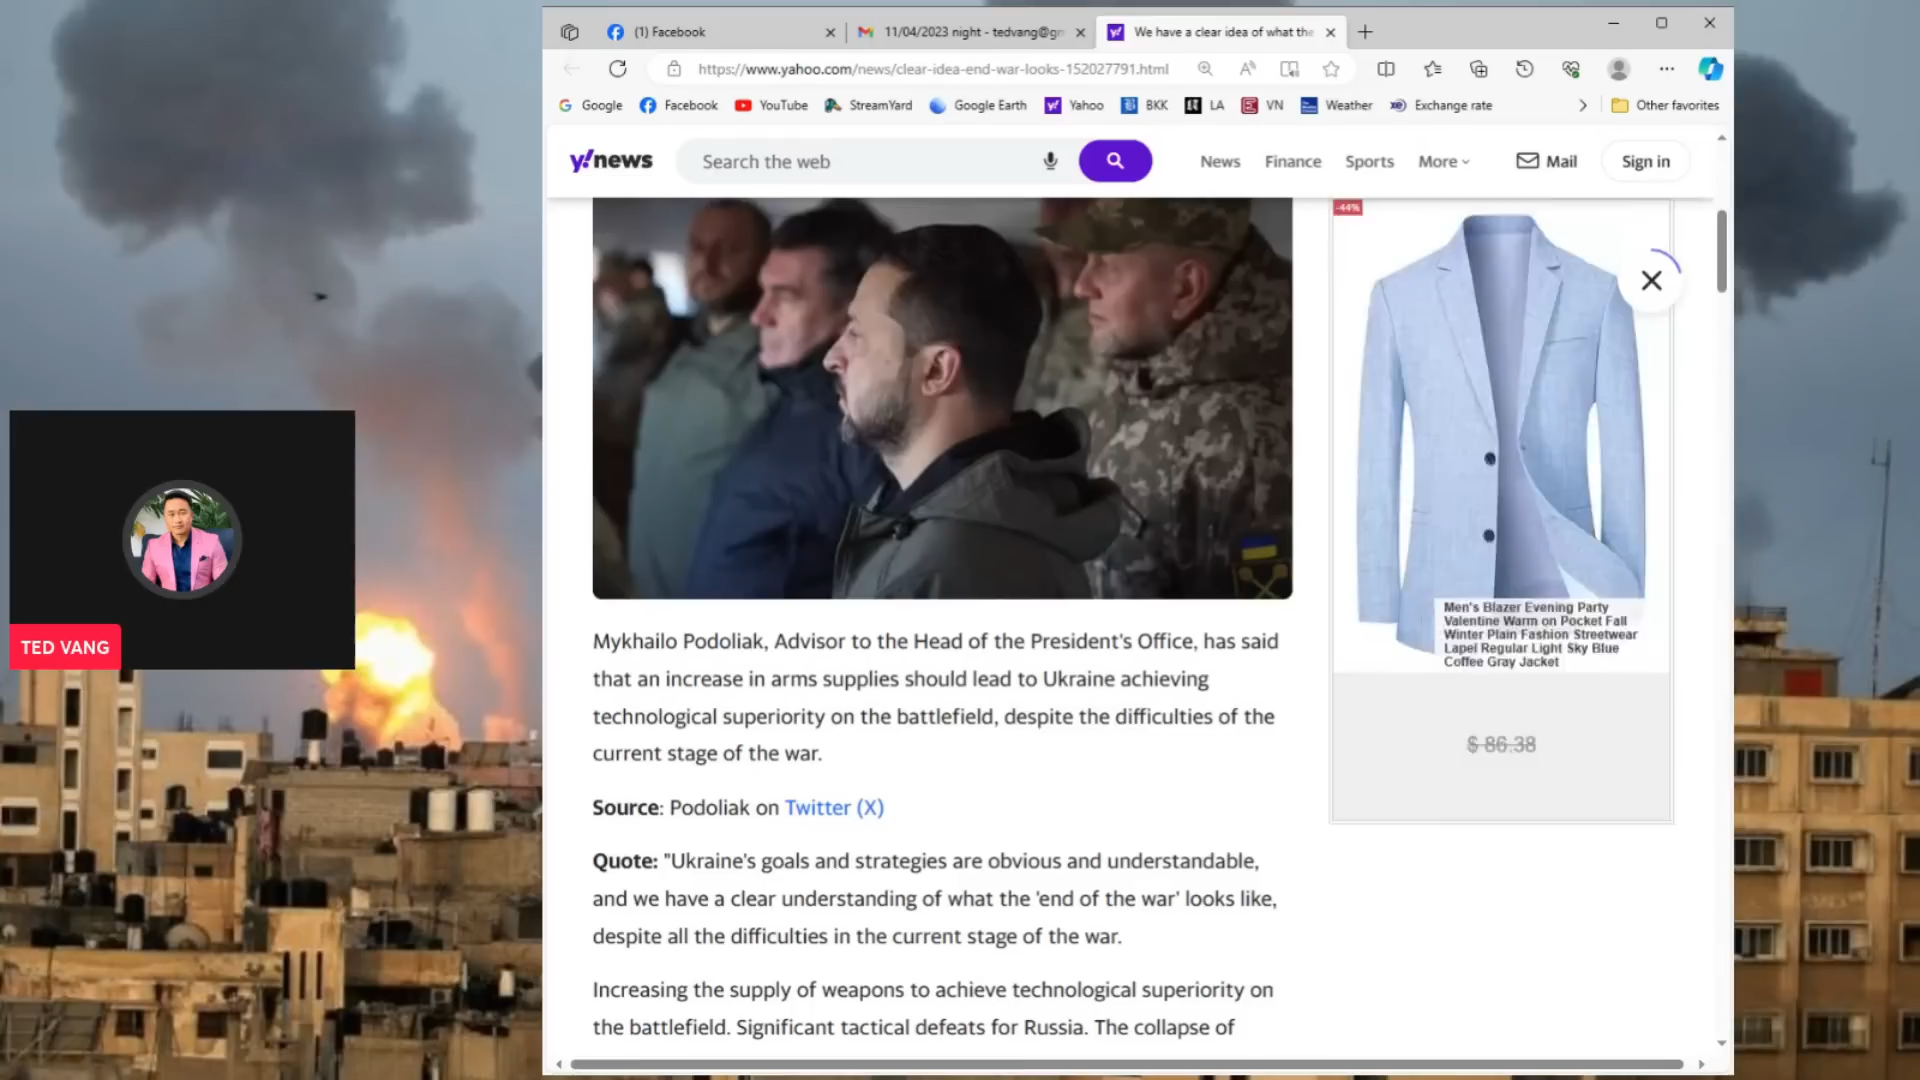 (1) Facebook
11/04/2023 night - tedvang@gm
We have a clear idea of what the
https://www.yahoo.com/news/clear-idea-end-war-looks-152027791.html
Google
Facebook
YouTube
StreamYard
Google Earth
Yahoo
BKK
LA
VN
Weather
Exchange rate
Other favorites
y!news
Search the web
News
Finance
Sports
More
Mail
Sign in
-44%
Men's Blazer Evening Party
Valentine Warm on Pocket Fall
Winter Plain Fashion Streetwear
Lapel Regular Light Sky Blue
Coffee Gray Jacket
$ 86.38
TED VANG
Mykhailo Podoliak, Advisor to the Head of the President's Office, has said
that an increase in arms supplies should lead to Ukraine achieving
technological superiority on the battlefield, despite the difficulties of the
current stage of the war.
Source: Podoliak on Twitter (X)
Quote: "Ukraine's goals and strategies are obvious and understandable,
and we have a clear understanding of what the 'end of the war' looks like,
despite all the difficulties in the current stage of the war.
Increasing the supply of weapons to achieve technological superiority on
the battlefield. Significant tactical defeats for Russia. The collapse of